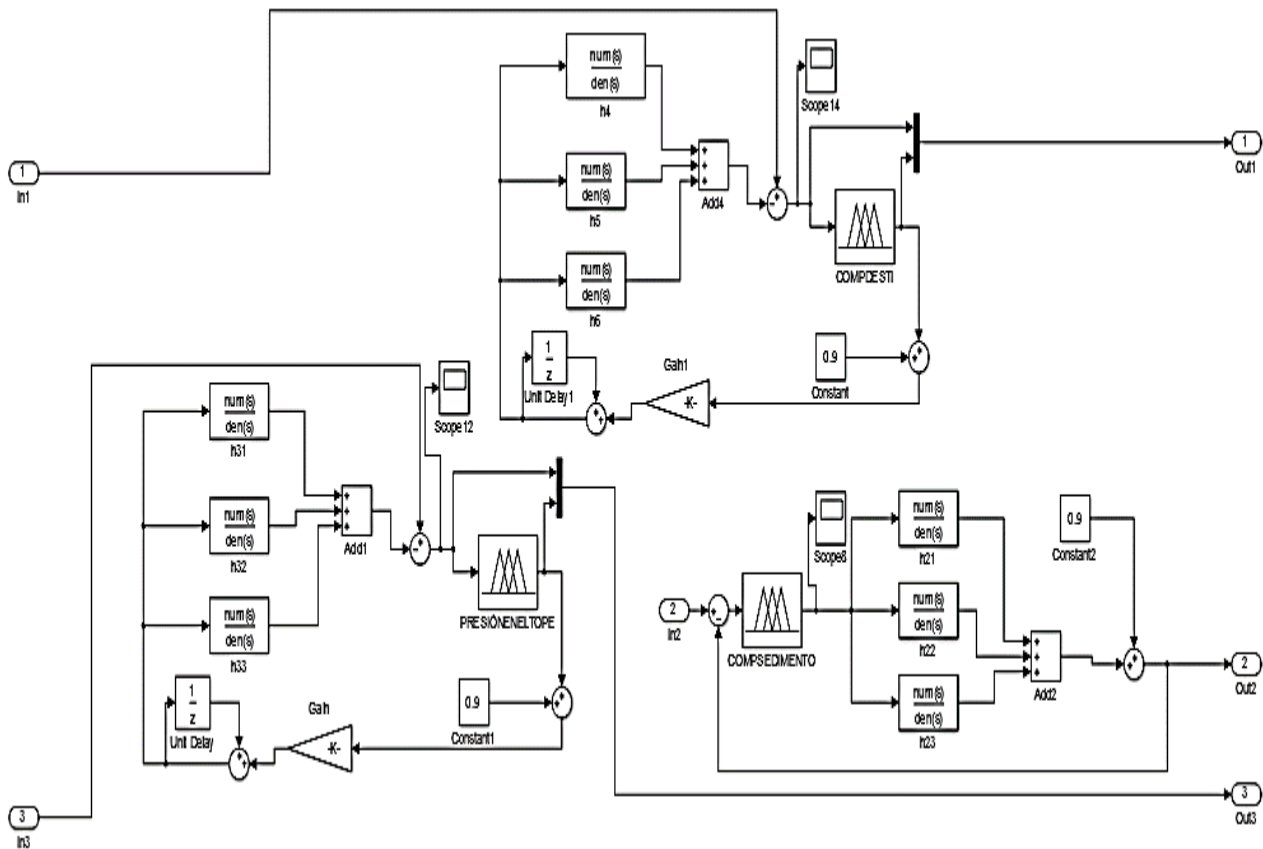 num(s)
den(s)
h4
Scope14
1
In1
1
Out1
num(s)
den(s)
h5
+
+
+
Add4
num(s)
den(s)
h6
COMPDESTI
1
z
Unit Delay1
Gain1
-K-
0.9
Constant
num(s)
den(s)
h31
Scope12
num(s)
den(s)
h32
+
+
+
Add1
num(s)
den(s)
h33
PRESIÓNENELTOPE
1
z
Unit Delay
Gain
-K-
0.9
Constant1
Scope8
num(s)
den(s)
h21
0.9
Constant2
2
In2
COMPSEDIMENTO
num(s)
den(s)
h22
+
+
+
Add2
num(s)
den(s)
h23
2
Out2
3
Out3
3
In3